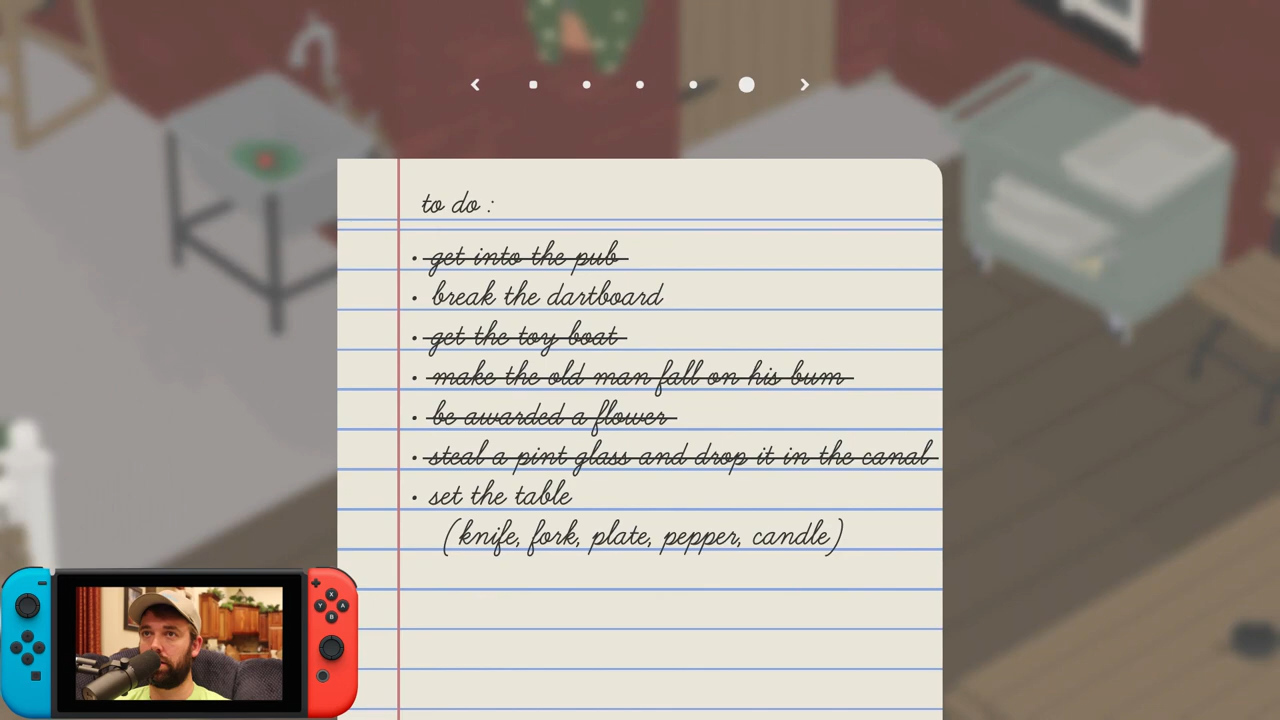 to do :
• get into the pub
• break the dartboard
• get the toy boat
• make the old man fall on his bum
• be awarded a flower
• steal a pint glass and drop it in the canal
• set the table
(knife, fork, plate, pepper, candle)
X
Y A
B